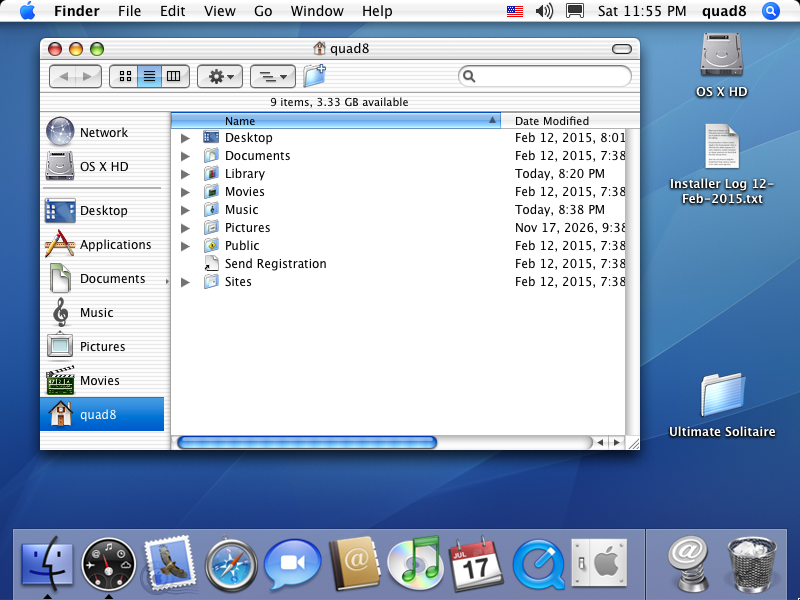 Finder File Edit View Go Window Help Sat 11:55 PM quad8
quad8
9 items, 3.33 GB available
Name Date Modified
Network
OS X HD
Desktop
Applications
Documents
Music
Pictures
Movies
quad8
Desktop Feb 12, 2015, 8:01
Documents Feb 12, 2015, 7:38
Library Today, 8:20 PM
Movies Feb 12, 2015, 7:38
Music Today, 8:38 PM
Pictures Nov 17, 2026, 9:38
Public Feb 12, 2015, 7:38
Send Registration Feb 12, 2015, 7:38
Sites Feb 12, 2015, 7:38
OS X HD
Installer Log 12-
Feb-2015.txt
Ultimate Solitaire
@
JUL
17
@